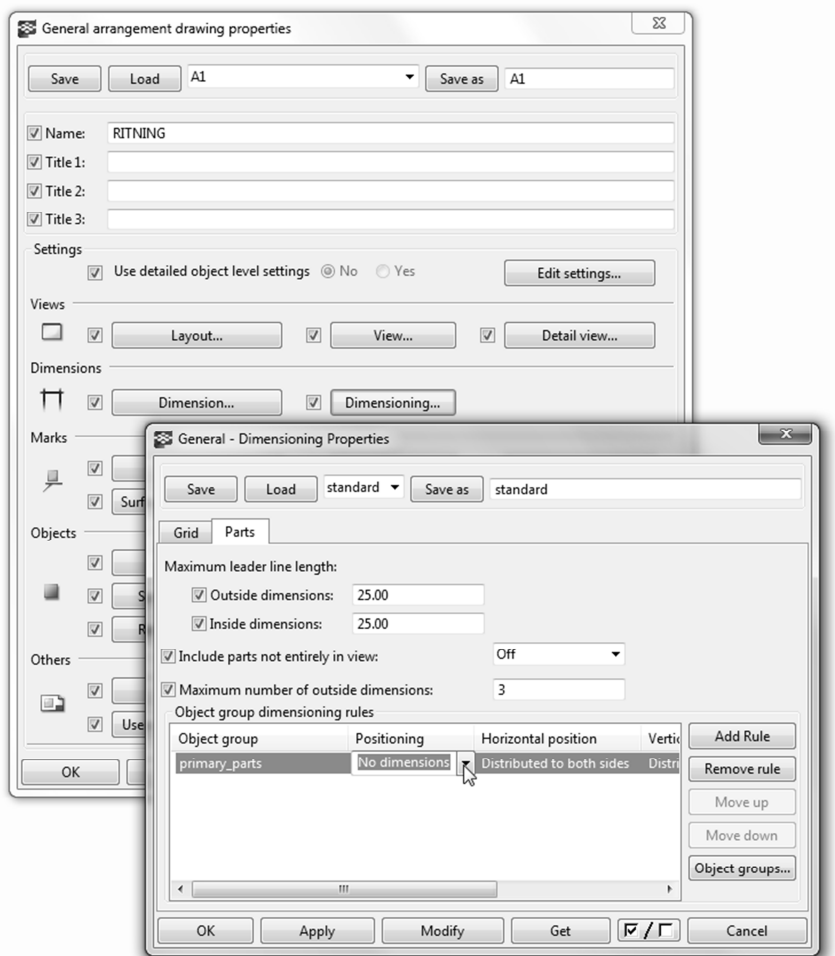 General arrangement drawing properties
Save Load A1 Save as A1
Name: RITNING
Title 1:
Title 2:
Title 3:
Settings
Use detailed object level settings No Yes Edit settings...
Views
Layout... View... Detail view...
Dimensions
Dimension... Dimensioning...
Marks
Surf
Objects
S
R
Others
Use
OK
General - Dimensioning Properties
Save Load standard Save as standard
Grid Parts
Maximum leader line length:
Outside dimensions: 25.00
Inside dimensions: 25.00
Include parts not entirely in view: Off
Maximum number of outside dimensions: 3
Object group dimensioning rules
Object group Positioning Horizontal position Vertic
primary_parts No dimensions Distributed to both sides Distri
Add Rule
Remove rule
Move up
Move down
Object groups...
OK Apply Modify Get / Cancel